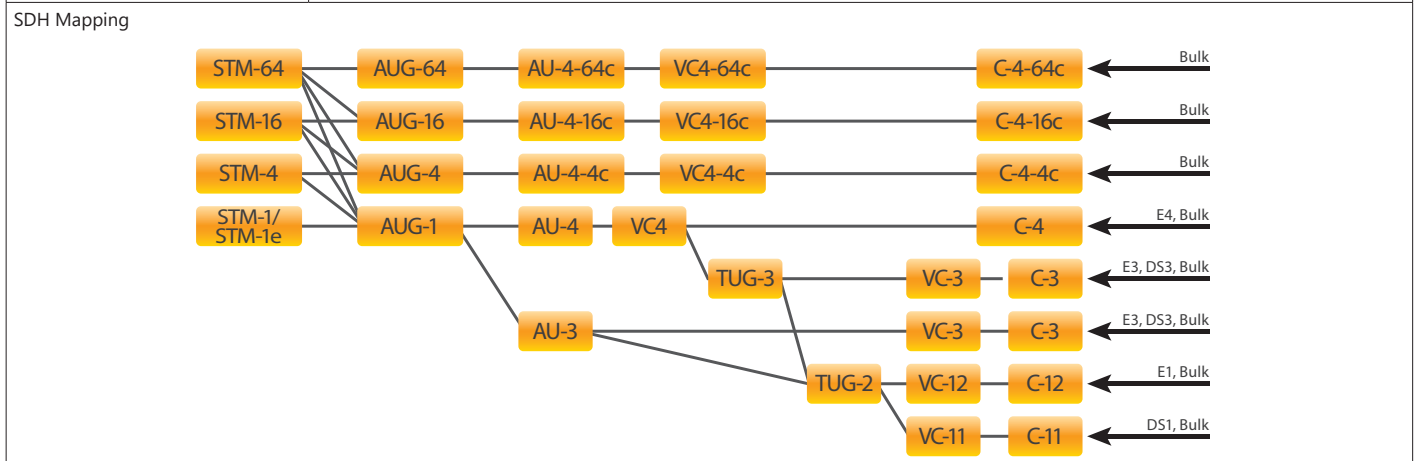 SDH Mapping
STM-64 AUG-64 AU-4-64c VC4-64c C-4-64c Bulk
STM-16 AUG-16 AU-4-16c VC4-16c C-4-16c Bulk
STM-4 AUG-4 AU-4-4c VC4-4c C-4-4c Bulk
STM-1/
STM-1e AUG-1 AU-4 VC4 C-4 E4, Bulk
TUG-3 VC-3 C-3 E3, DS3, Bulk
AU-3 VC-3 C-3 E3, DS3, Bulk
TUG-2 VC-12 C-12 E1, Bulk
VC-11 C-11 DS1, Bulk